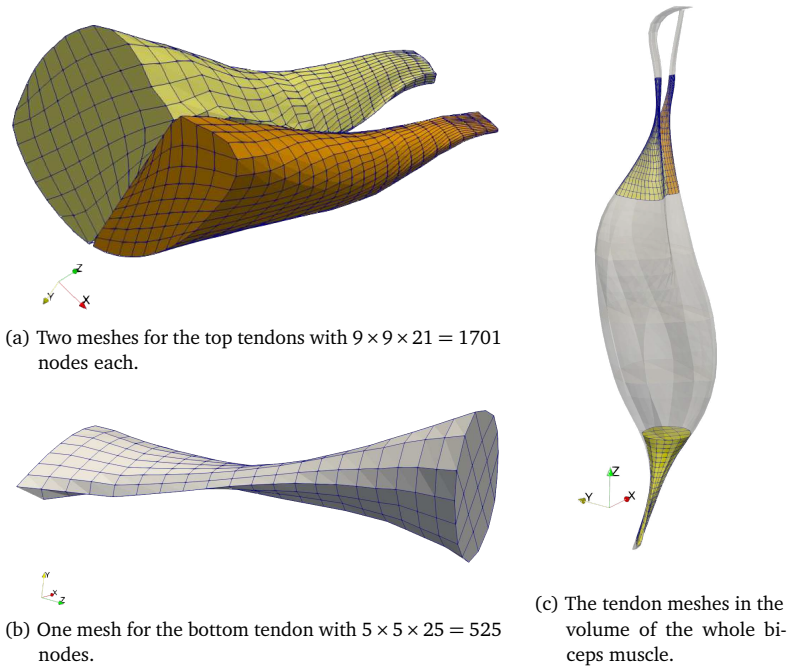 Z
Y
X
(a) Two meshes for the top tendons with 9×9×21 = 1701
nodes each.
Y
X
Z
(b) One mesh for the bottom tendon with 5×5×25 = 525
nodes.
Z
Y
X
(c) The tendon meshes in the
volume of the whole bi-
ceps muscle.